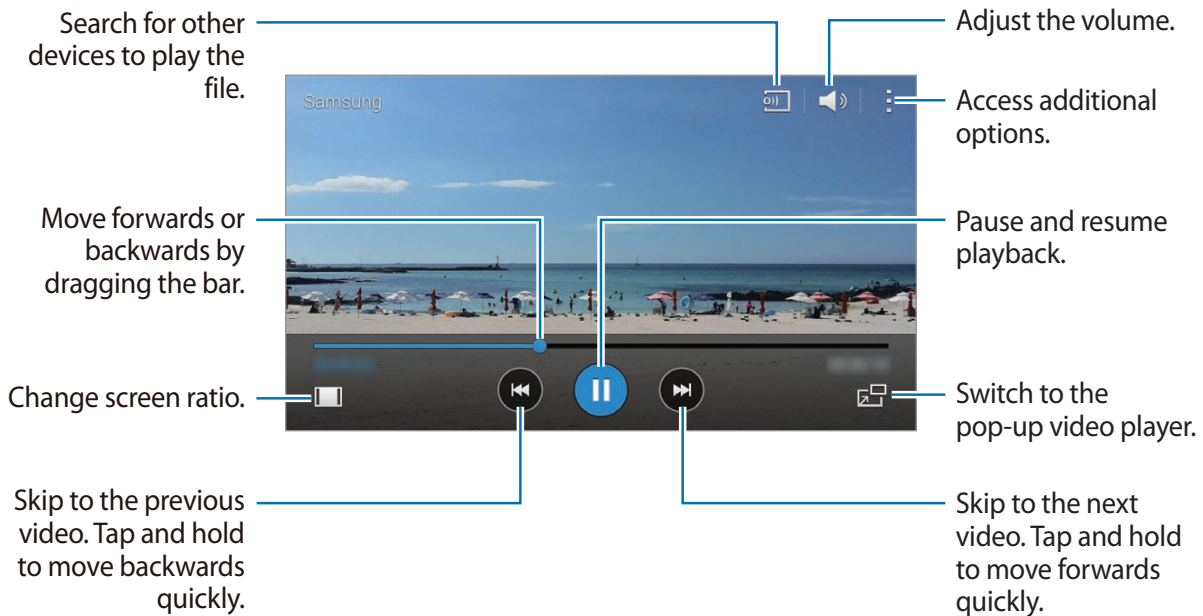 Search for other
devices to play the
file.
Adjust the volume.
Samsung
Access additional
options.
Move forwards or
backwards by
dragging the bar.
Pause and resume
playback.
Change screen ratio.
Switch to the
pop-up video player.
Skip to the previous
video. Tap and hold
to move backwards
quickly.
Skip to the next
video. Tap and hold
to move forwards
quickly.